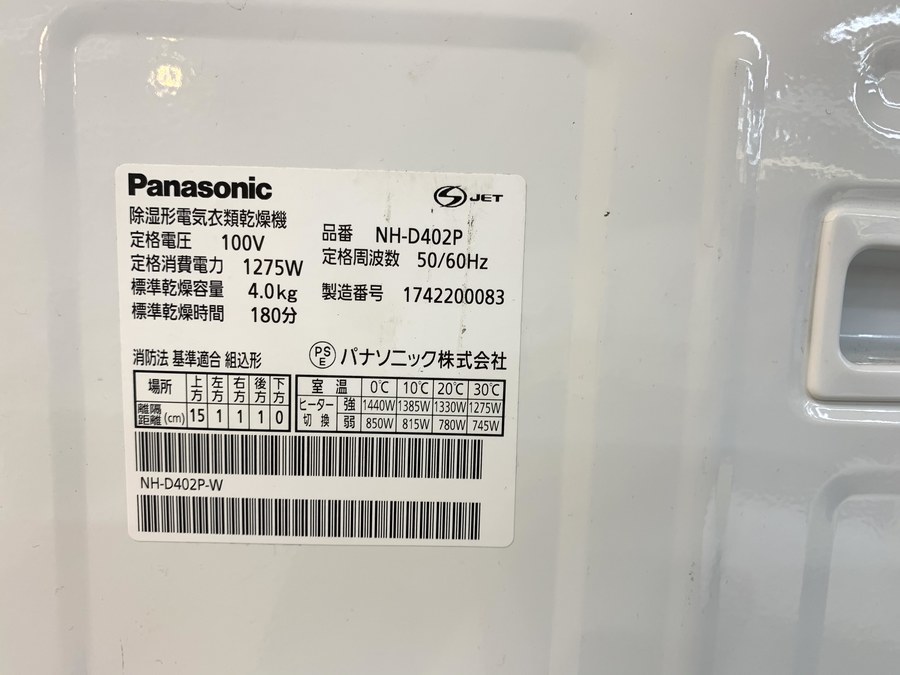 Panasonic
S JET
除湿形電気衣類乾燥機
定格電圧 100V
品番 NH-D402P
定格消費電力 1275W
定格周波数 50/60Hz
標準乾燥容量 4.0kg
製造番号 1742200083
標準乾燥時間 180分
消防法 基準適合 組込形
PSE パナソニック株式会社
場所 上方 左方 右方 後方 下方
離隔距離(cm) 15 1 1 1 0
室温 0℃ 10℃ 20℃ 30℃
ヒーター切換 強 1440W 1385W 1330W 1275W
弱 850W 815W 780W 745W
NH-D402P-W